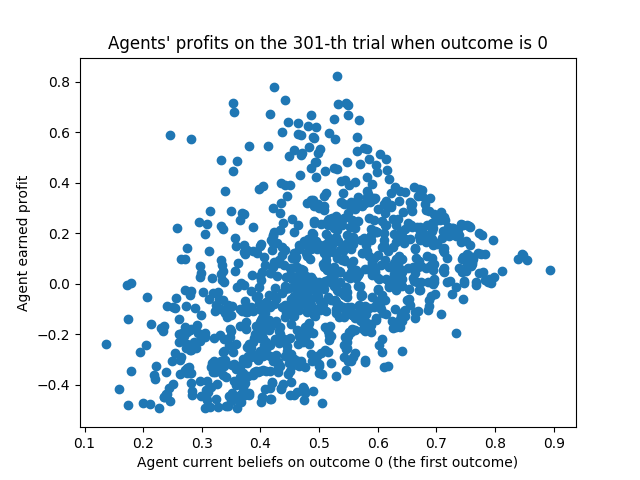 Agents' profits on the 301-th trial when outcome is 0
Agent earned profit
0.8
0.6
0.4
0.2
0.0
−0.2
−0.4
0.1 0.2 0.3 0.4 0.5 0.6 0.7 0.8 0.9
Agent current beliefs on outcome 0 (the first outcome)